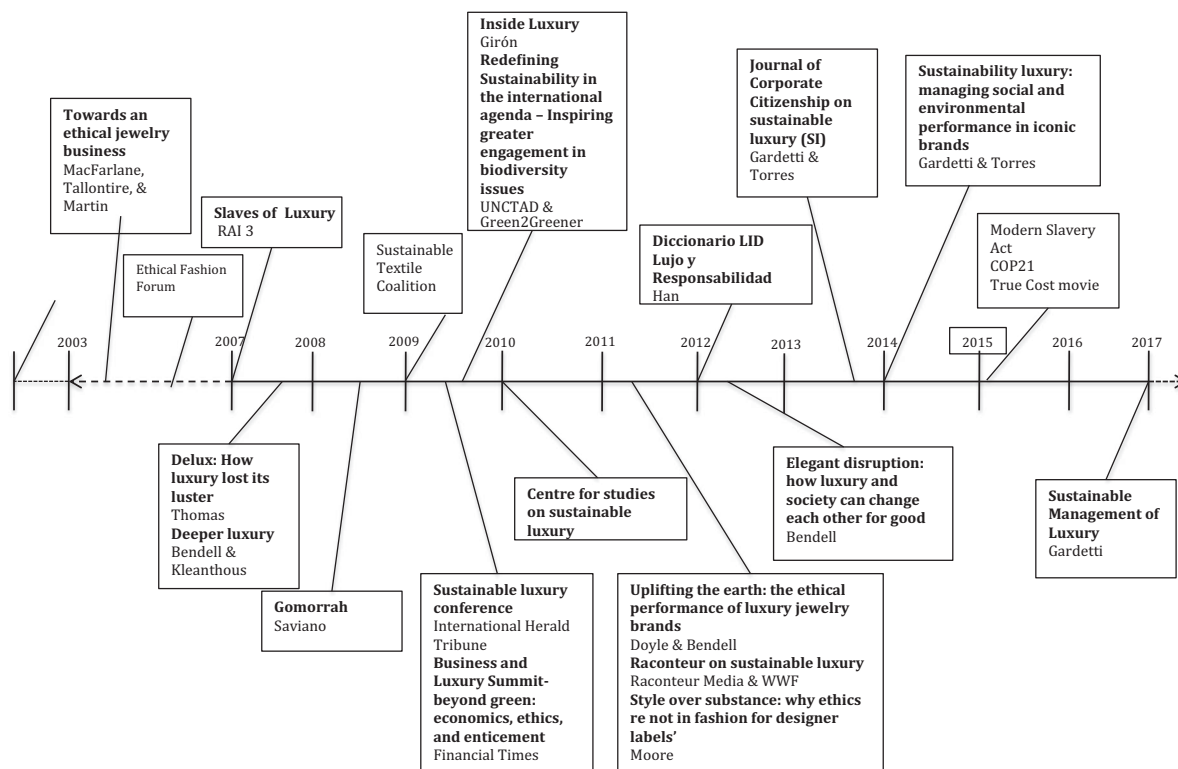 Towards an
ethical jewelry
business
MacFarlane,
Tallontire, &
Martin
Ethical Fashion
Forum
Slaves of Luxury
RAI 3
Sustainable
Textile
Coalition
Inside Luxury
Girón
Redefining
Sustainability in
the international
agenda – Inspiring
greater
engagement in
biodiversity
issues
UNCTAD &
Green2Greener
Diccionario LID
Lujo y
Responsabilidad
Han
Journal of
Corporate
Citizenship on
sustainable
luxury (SI)
Gardetti &
Torres
Sustainability luxury:
managing social and
environmental
performance in iconic
brands
Gardetti & Torres
Modern Slavery
Act
COP21
True Cost movie
2003
2007
2008
2009
2010
2011
2012
2013
2014
2015
2016
2017
Delux: How
luxury lost its
luster
Thomas
Deeper luxury
Bendell &
Kleanthous
Gomorrah
Saviano
Sustainable luxury
conference
International Herald
Tribune
Business and
Luxury Summit-
beyond green:
economics, ethics,
and enticement
Financial Times
Centre for studies
on sustainable
luxury
Uplifting the earth: the ethical
performance of luxury jewelry
brands
Doyle & Bendell
Raconteur on sustainable luxury
Raconteur Media & WWF
Style over substance: why ethics
re not in fashion for designer
labels’
Moore
Elegant disruption:
how luxury and
society can change
each other for good
Bendell
Sustainable
Management of
Luxury
Gardetti